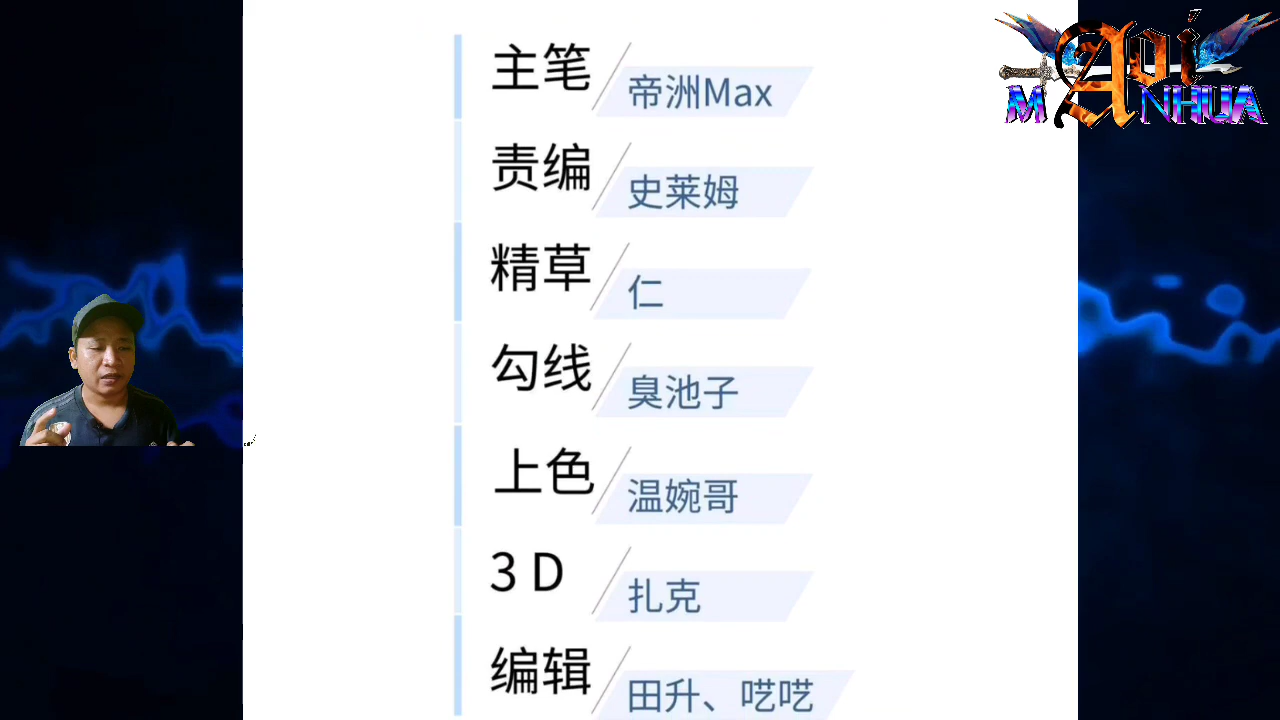 Aoi
MANHUA
主笔
帝洲Max
责编
史莱姆
精草
仁
勾线
臭池子
上色
温婉哥
3D
扎克
编辑
田升、呓呓